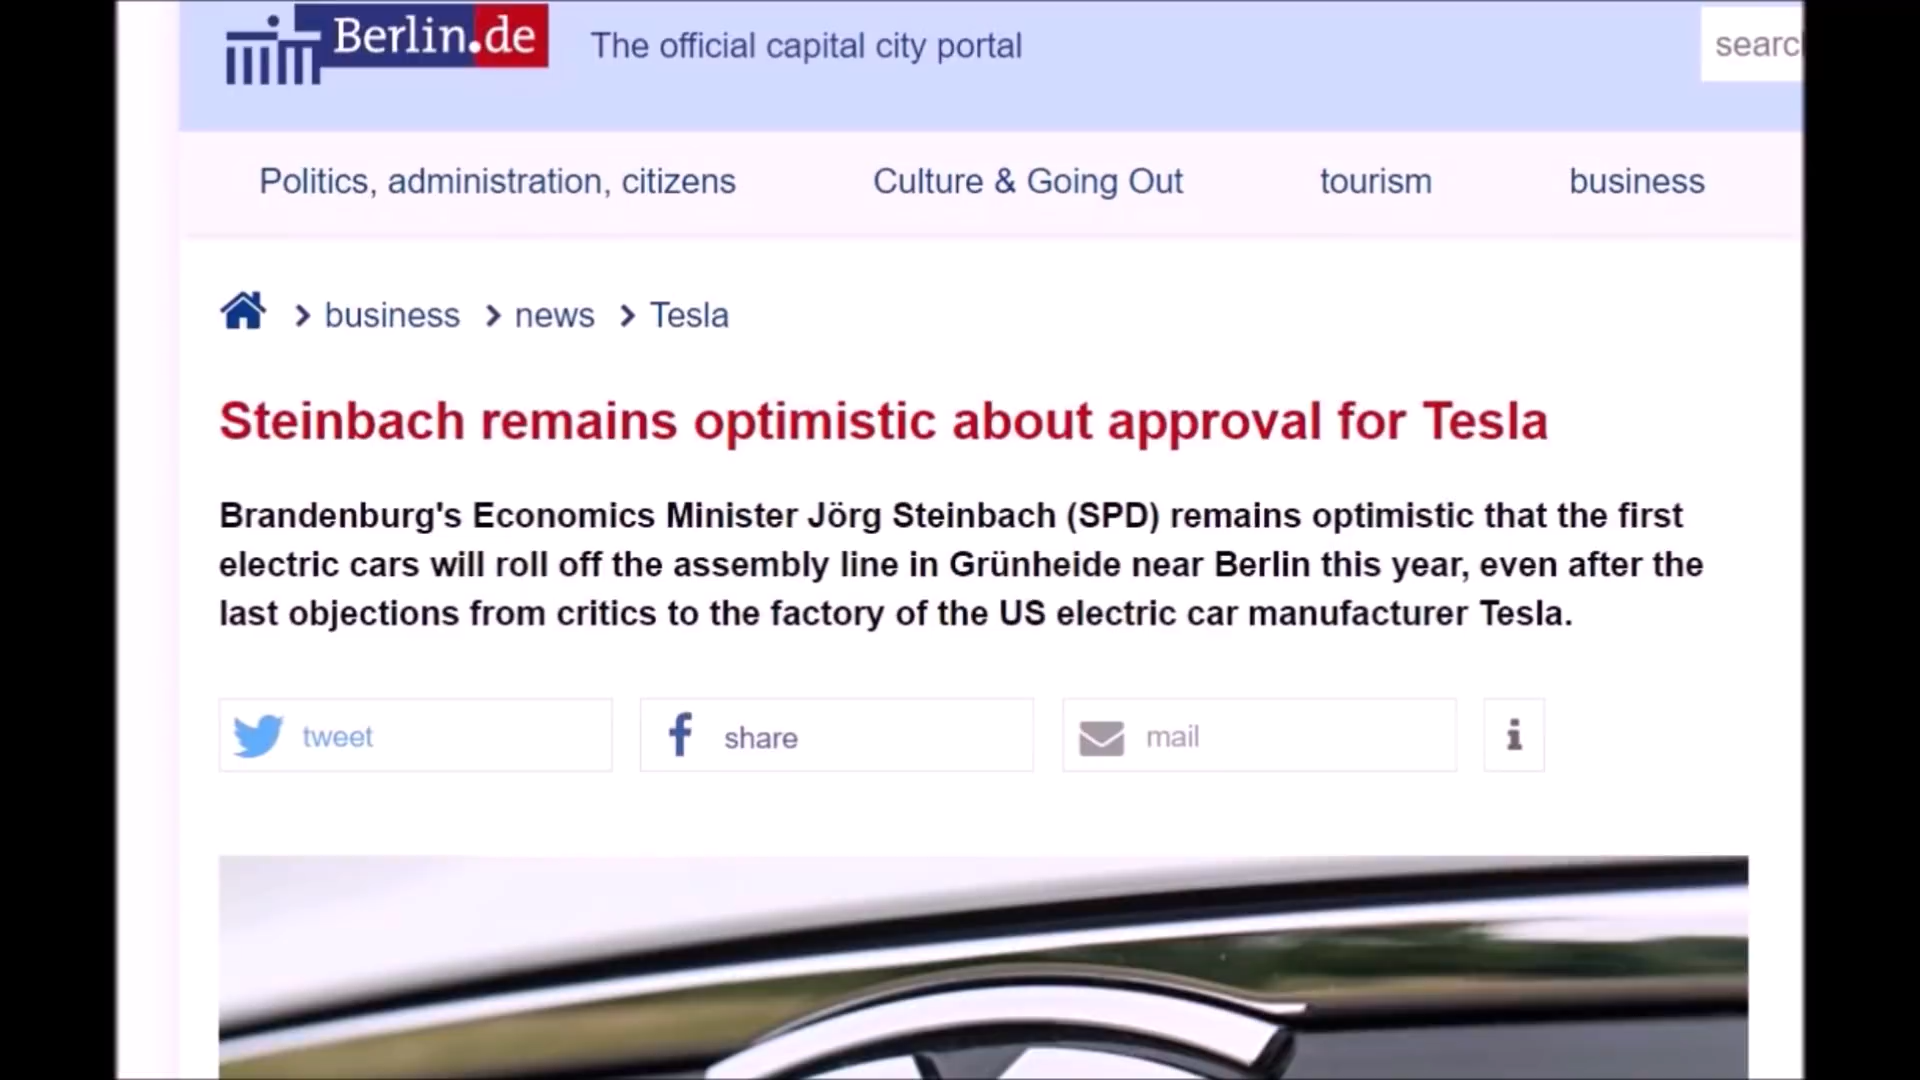 Berlin.de
The official capital city portal
searc
Politics, administration, citizens
Culture & Going Out
tourism
business
business
news
Tesla
Steinbach remains optimistic about approval for Tesla
Brandenburg's Economics Minister Jörg Steinbach (SPD) remains optimistic that the first
electric cars will roll off the assembly line in Grünheide near Berlin this year, even after the
last objections from critics to the factory of the US electric car manufacturer Tesla.
tweet
share
mail